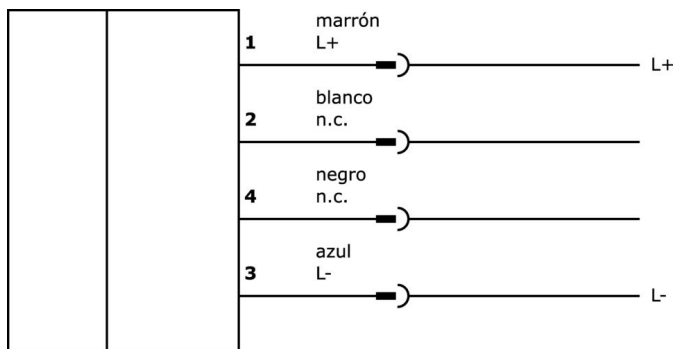 marrón
1 L+
L+
blanco
2 n.c.
negro
4 n.c.
azul
3 L-
L-